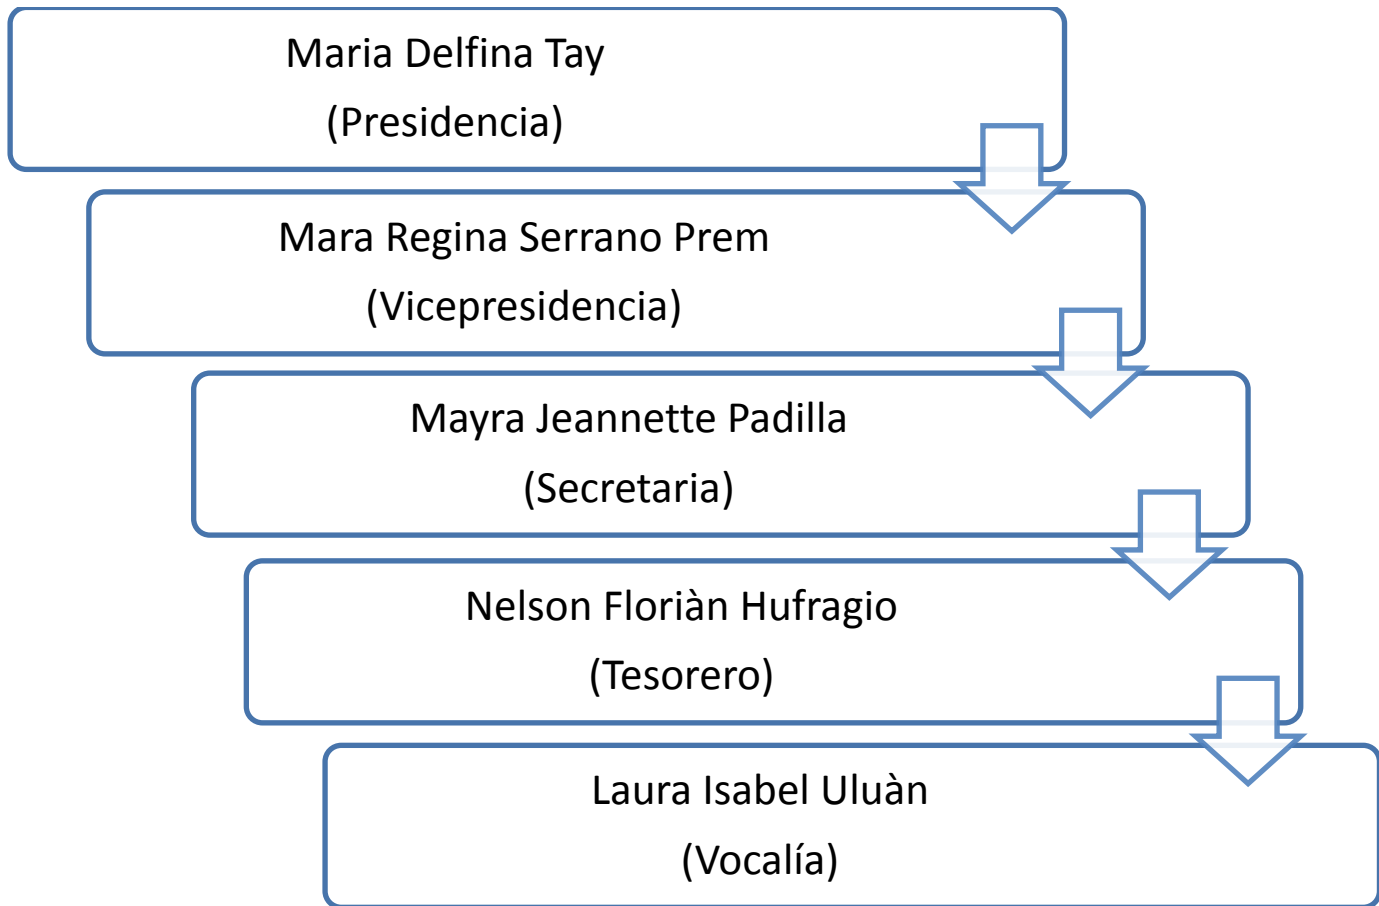 Maria Delfina Tay
(Presidencia)
Mara Regina Serrano Prem
(Vicepresidencia)
Mayra Jeannette Padilla
(Secretaria)
Nelson Floriàn Hufragio
(Tesorero)
Laura Isabel Uluàn
(Vocalía)